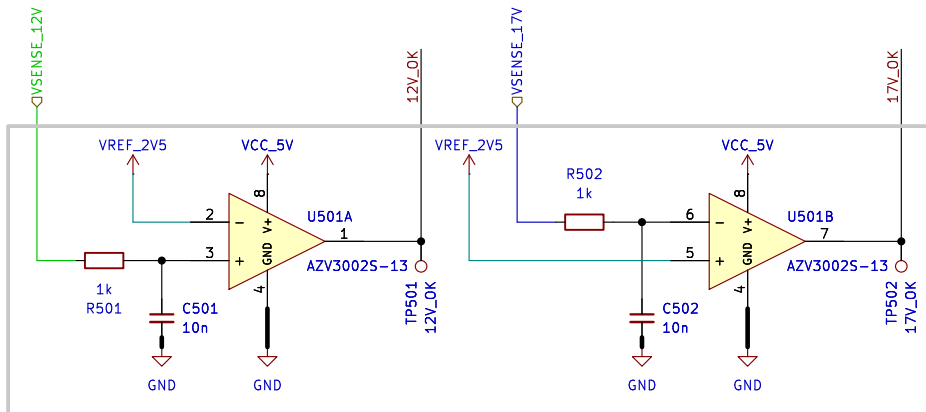 VSENSE_12V
12V_OK
VSENSE_17V
17V_OK
VREF_2V5
VCC_5V
VREF_2V5
VCC_5V
8
2
−
V+
U501A
1
3
+
GND
AZV3002S-13
4
1k
R501
C501
10n
TP501
12V_OK
GND
GND
R502
1k
8
6
−
V+
U501B
7
5
+
GND
AZV3002S-13
4
C502
10n
TP502
17V_OK
GND
GND